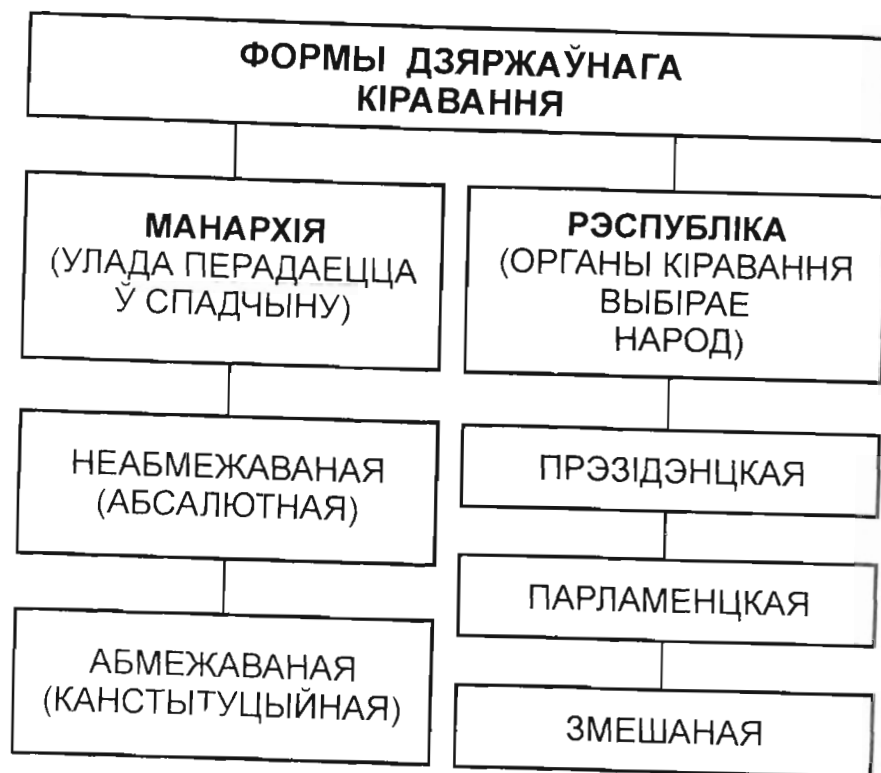 ФОРМЫ ДЗЯРЖАЎНАГА
КІРАВАННЯ
МАНАРХІЯ
(УЛАДА ПЕРАДАЕЦЦА
Ў СПАДЧЫНУ)
НЕАБМЕЖАВАНАЯ
(АБСАЛЮТНАЯ)
АБМЕЖАВАНАЯ
(КАНСТЫТУЦЫЙНАЯ)
РЭСПУБЛІКА
(ОРГАНЫ КІРАВАННЯ
ВЫБІРАЕ
НАРОД)
ПРЭЗІДЭНЦКАЯ
ПАРЛАМЕНЦКАЯ
ЗМЕШАНАЯ